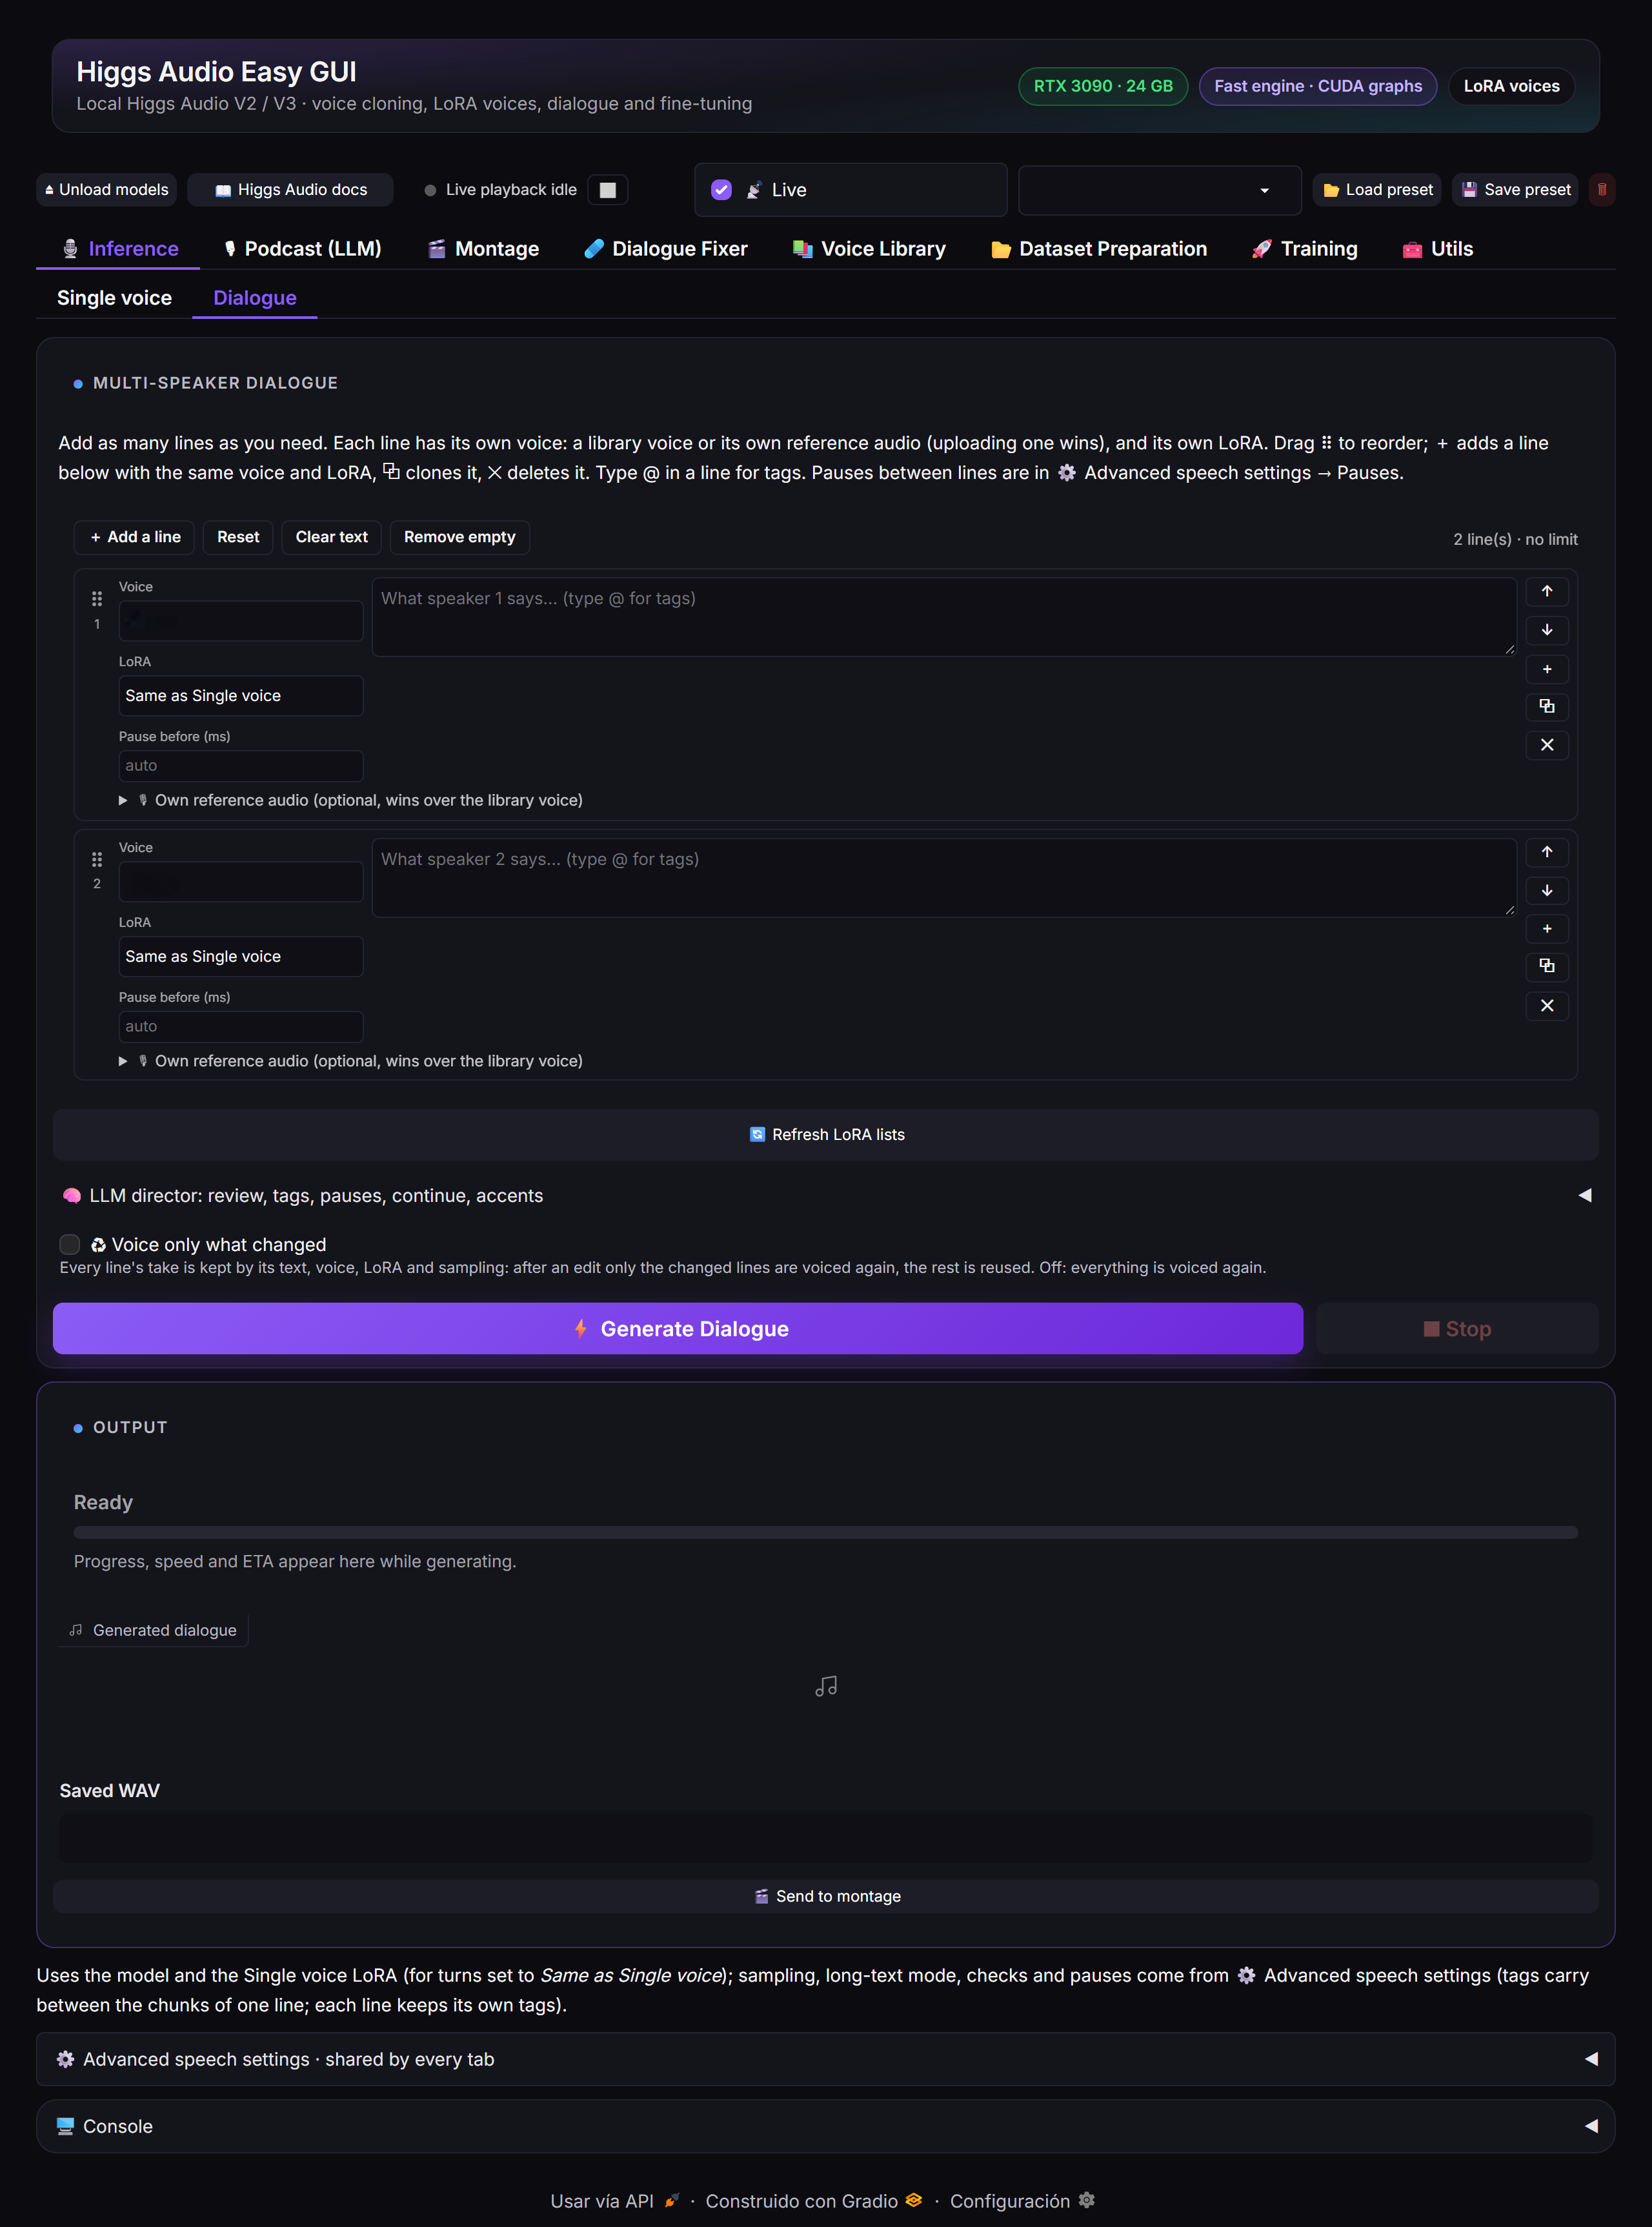 Higgs Audio Easy GUI
Local Higgs Audio V2 / V3 · voice cloning, LoRA voices, dialogue and fine-tuning
RTX 3090 · 24 GB
Fast engine · CUDA graphs
LoRA voices
Unload models
Higgs Audio docs
Live playback idle
Live
Load preset
Save preset
Inference
Podcast (LLM)
Montage
Dialogue Fixer
Voice Library
Dataset Preparation
Training
Utils
Single voice
Dialogue
MULTI-SPEAKER DIALOGUE
Add as many lines as you need. Each line has its own voice: a library voice or its own reference audio (uploading one wins), and its own LoRA. Drag ⠿ to reorder; + adds a line
below with the same voice and LoRA, ⧉ clones it, ✕ deletes it. Type @ in a line for tags. Pauses between lines are in ⚙️ Advanced speech settings → Pauses.
+ Add a line
Reset
Clear text
Remove empty
2 line(s) · no limit
Voice
What speaker 1 says... (type @ for tags)
1
LoRA
Same as Single voice
Pause before (ms)
auto
Own reference audio (optional, wins over the library voice)
Voice
What speaker 2 says... (type @ for tags)
2
LoRA
Same as Single voice
Pause before (ms)
auto
Own reference audio (optional, wins over the library voice)
Refresh LoRA lists
LLM director: review, tags, pauses, continue, accents
Voice only what changed
Every line's take is kept by its text, voice, LoRA and sampling: after an edit only the changed lines are voiced again, the rest is reused. Off: everything is voiced again.
Generate Dialogue
Stop
OUTPUT
Ready
Progress, speed and ETA appear here while generating.
Generated dialogue
Saved WAV
Send to montage
Uses the model and the Single voice LoRA (for turns set to Same as Single voice); sampling, long-text mode, checks and pauses come from ⚙️ Advanced speech settings (tags carry
between the chunks of one line; each line keeps its own tags).
Advanced speech settings · shared by every tab
Console
Usar vía API · Construido con Gradio · Configuración